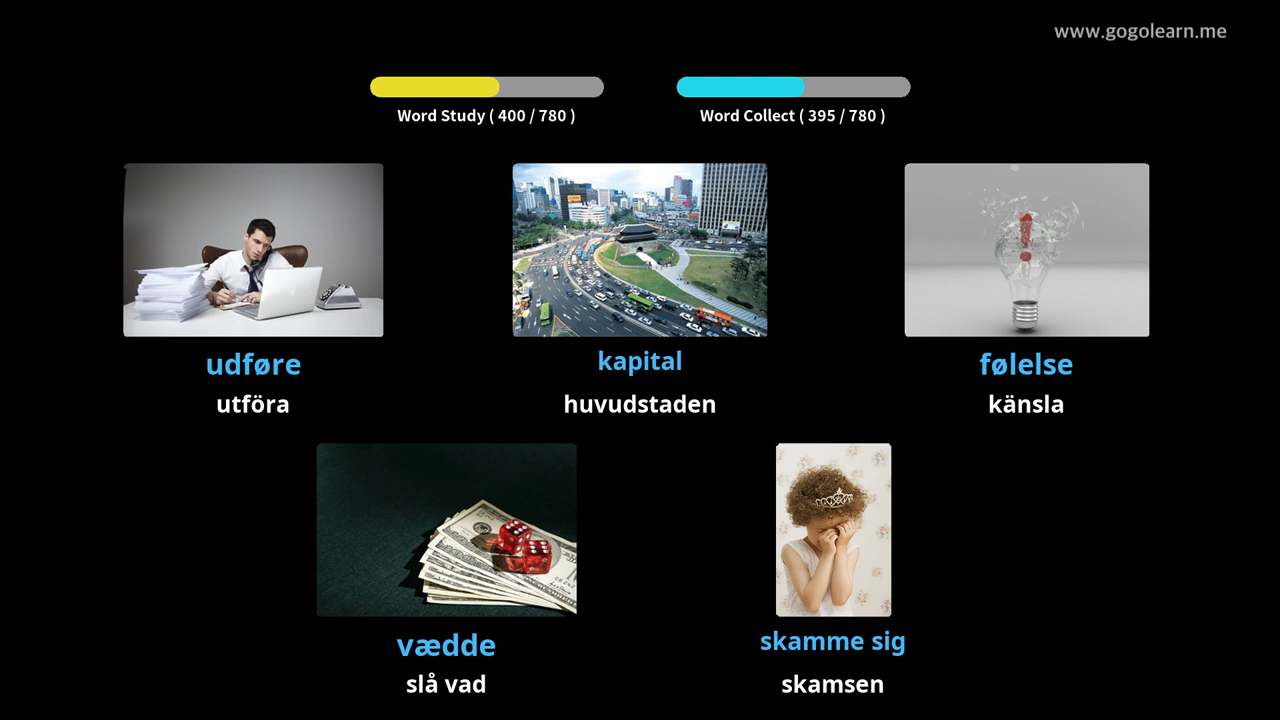 www.gogolearn.me
Word Study ( 400 / 780 )
Word Collect ( 395 / 780 )
udføre
utföra
kapital
huvudstaden
følelse
känsla
vædde
slå vad
skamme sig
skamsen